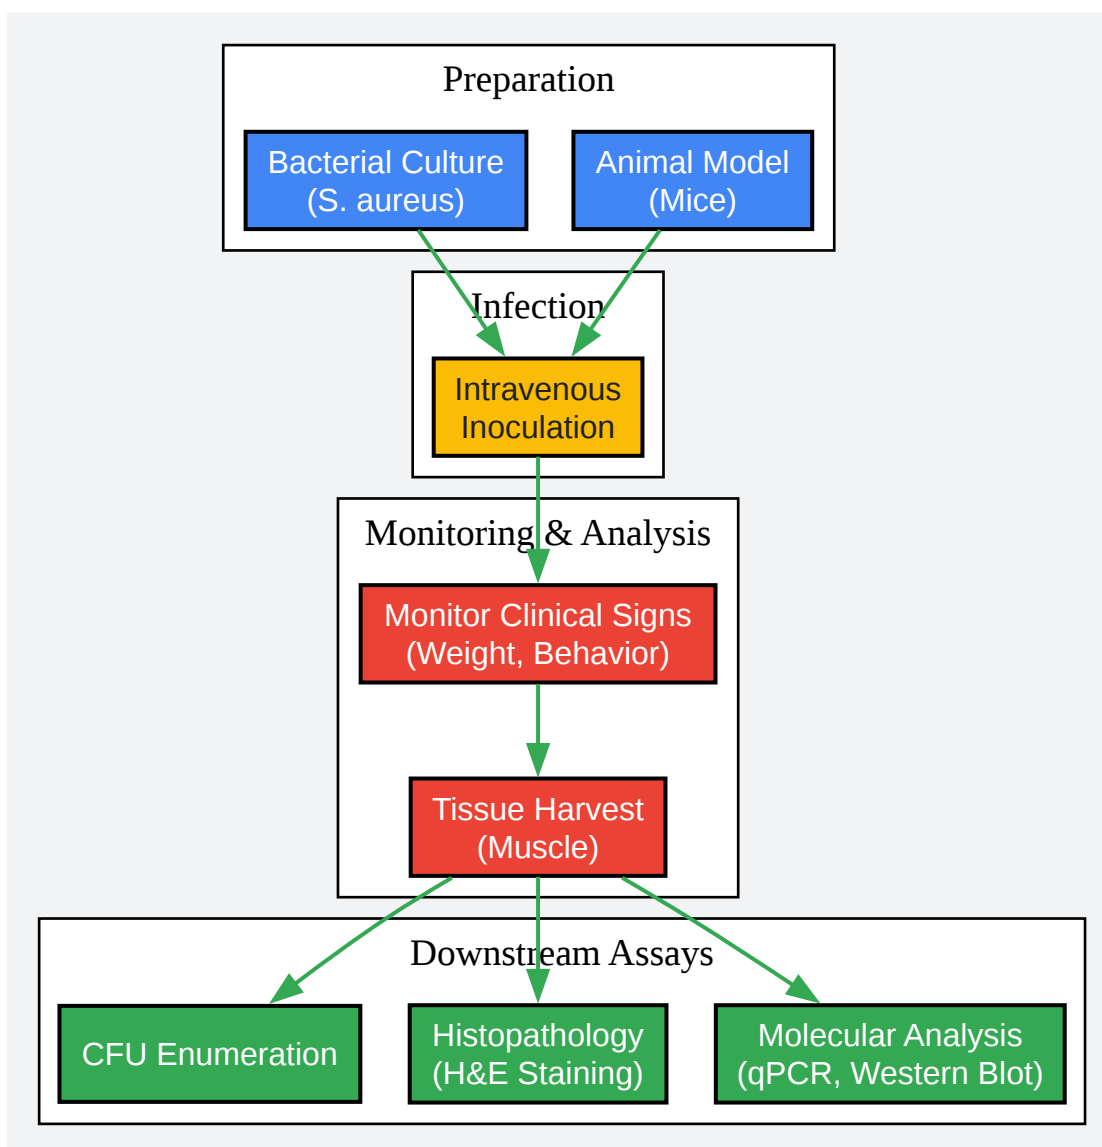 Preparation
Bacterial Culture
(S. aureus)
Animal Model
(Mice)
Infection
Intravenous
Inoculation
Monitoring & Analysis
Monitor Clinical Signs
(Weight, Behavior)
Tissue Harvest
(Muscle)
Downstream Assays
CFU Enumeration
Histopathology
(H&E Staining)
Molecular Analysis
(qPCR, Western Blot)